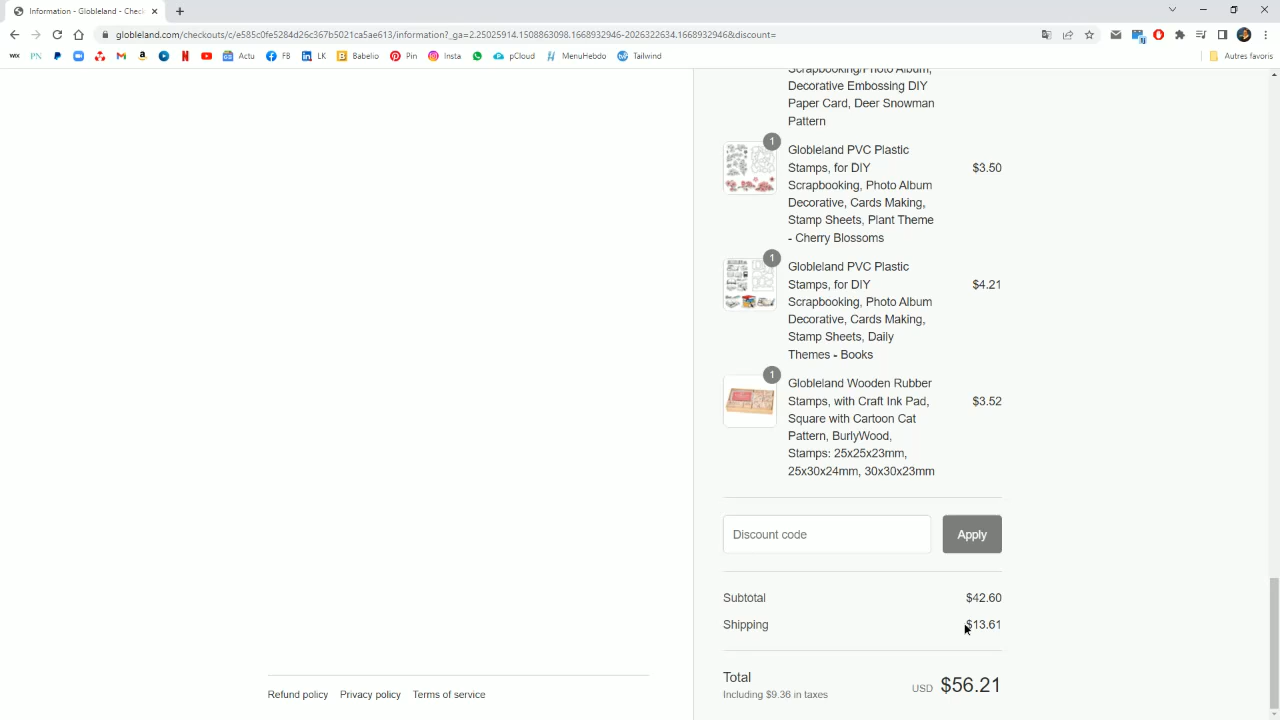 Information - Globleland - Chec
globleland.com/checkouts/c/e585c0fe5284d26c367b5021ca5ae613/information?_ga=2.25025914.1508863098.1668932946-2026322634.1668932946&discount=
WIX PN Actu FB LK Babelio Pin Insta pCloud MenuHebdo Tailwind Autres favoris
Scrapbooking/Photo Album,
Decorative Embossing DIY
Paper Card, Deer Snowman
Pattern
1
Globleland PVC Plastic
Stamps, for DIY $3.50
Scrapbooking, Photo Album
Decorative, Cards Making,
Stamp Sheets, Plant Theme
- Cherry Blossoms
1
Globleland PVC Plastic
Stamps, for DIY $4.21
Scrapbooking, Photo Album
Decorative, Cards Making,
Stamp Sheets, Daily
Themes - Books
1
Globleland Wooden Rubber
Stamps, with Craft Ink Pad, $3.52
Square with Cartoon Cat
Pattern, BurlyWood,
Stamps: 25x25x23mm,
25x30x24mm, 30x30x23mm
Discount code Apply
Subtotal $42.60
Shipping $13.61
Total USD $56.21
Including $9.36 in taxes
Refund policy Privacy policy Terms of service